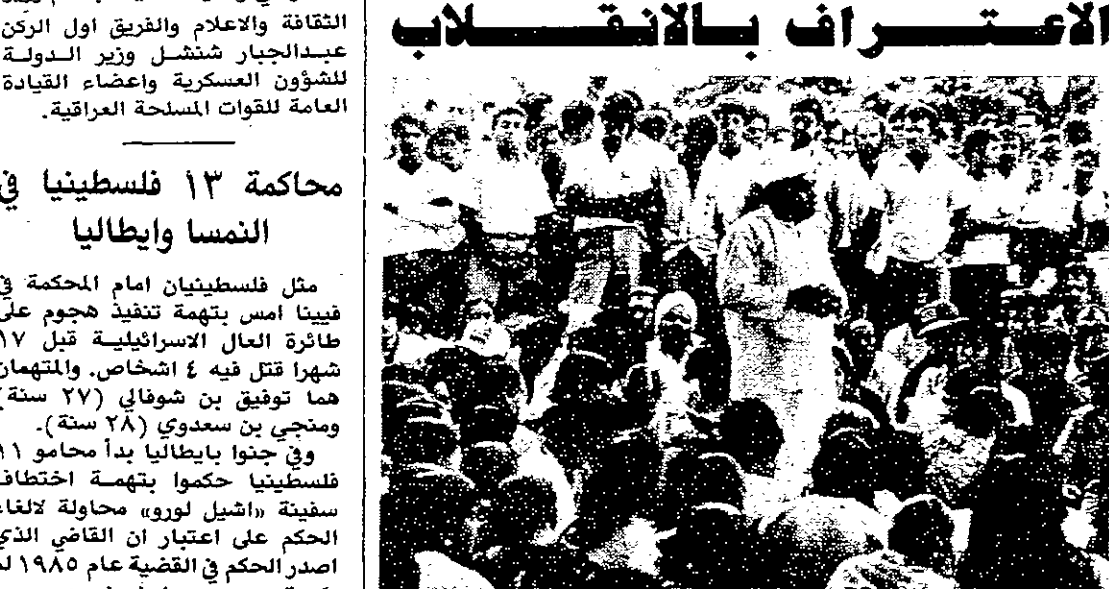 الاعتراف بالانقلاب
الثقافة والاعلام والفريق اول الركن
عبدالجبار شنشل وزير الدولة
للشؤون العسكرية واعضاء القيادة
العامة للقوات المسلحة العراقية.
محاكمة ١٣ فلسطينيا في
النمسا وايطاليا
مثل فلسطينيان امام المحكمة في
فيينا امس بتهمة تنفيذ هجوم على
طائرة العال الاسرائيلية قبل ١٧
شهرا قتل فيه ٤ اشخاص. والمتهمان
هما توفيق بن شوفالي (٢٧ سنة)
ومنجي بن سعدوي (٢٨ سنة).
وفي جنوا بايطاليا بدأ محامو ١١
فلسطينيا حكموا بتهمة اختطاف
سفينة «اشيل لورو» محاولة لالغاء
الحكم على اعتبار ان القاضي الذي
اصدر الحكم في القضية عام ١٩٨٥ لم